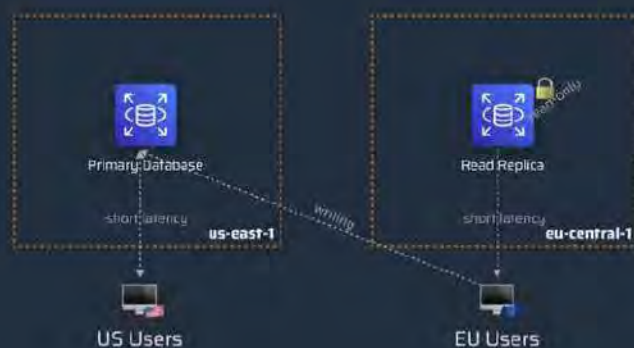 read only
Primary Database
Read Replica
short latency
short latency
writing
us-east-1
eu-central-1
US Users
EU Users